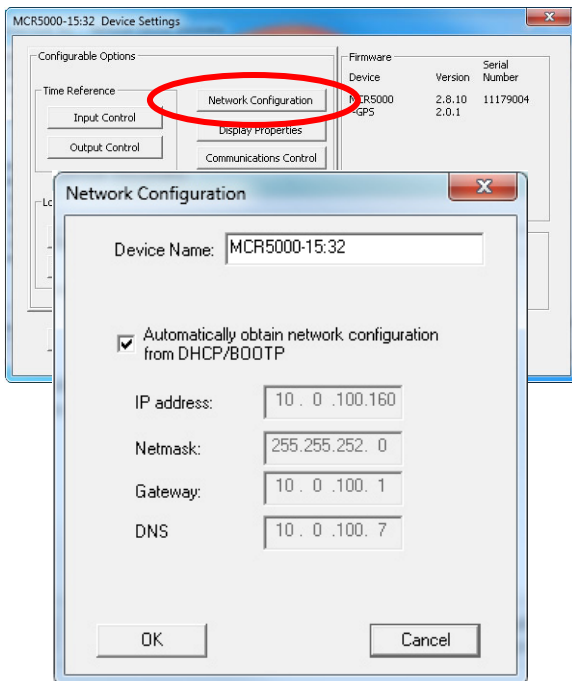 MCR5000-15:32 Device Settings
Configurable Options
Time Reference
Input Control
Output Control
Network Configuration
Display Properties
Communications Control
Firmware
Device Version Serial Number
MCR5000 2.8.10 11179004
-GPS 2.0.1
Network Configuration
Device Name: MCR5000-15:32
Automatically obtain network configuration
from DHCP/BOOTP
IP address: 10 . 0 .100.160
Netmask: 255.255.252. 0
Gateway: 10 . 0 .100. 1
DNS 10 . 0 .100. 7
OK Cancel